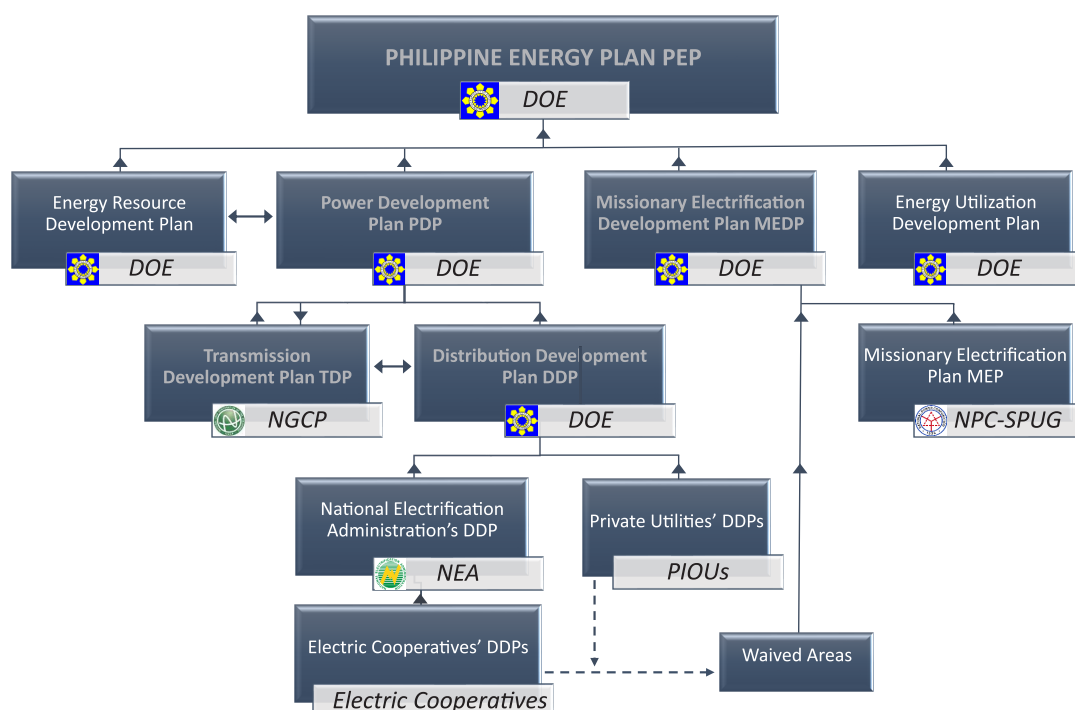 PHILIPPINE ENERGY PLAN PEP
DOE
Energy Resource
Development Plan
DOE
Power Development
Plan PDP
DOE
Missionary Electrification
Development Plan MEDP
DOE
Energy Utilization
Development Plan
DOE
Transmission
Development Plan TDP
NGCP
Distribution Development
Plan DDP
DOE
Missionary Electrification
Plan MEP
NPC-SPUG
National Electrification
Administration's DDP
NEA
Private Utilities' DDPs
PIOUs
Electric Cooperatives' DDPs
Electric Cooperatives
Waived Areas